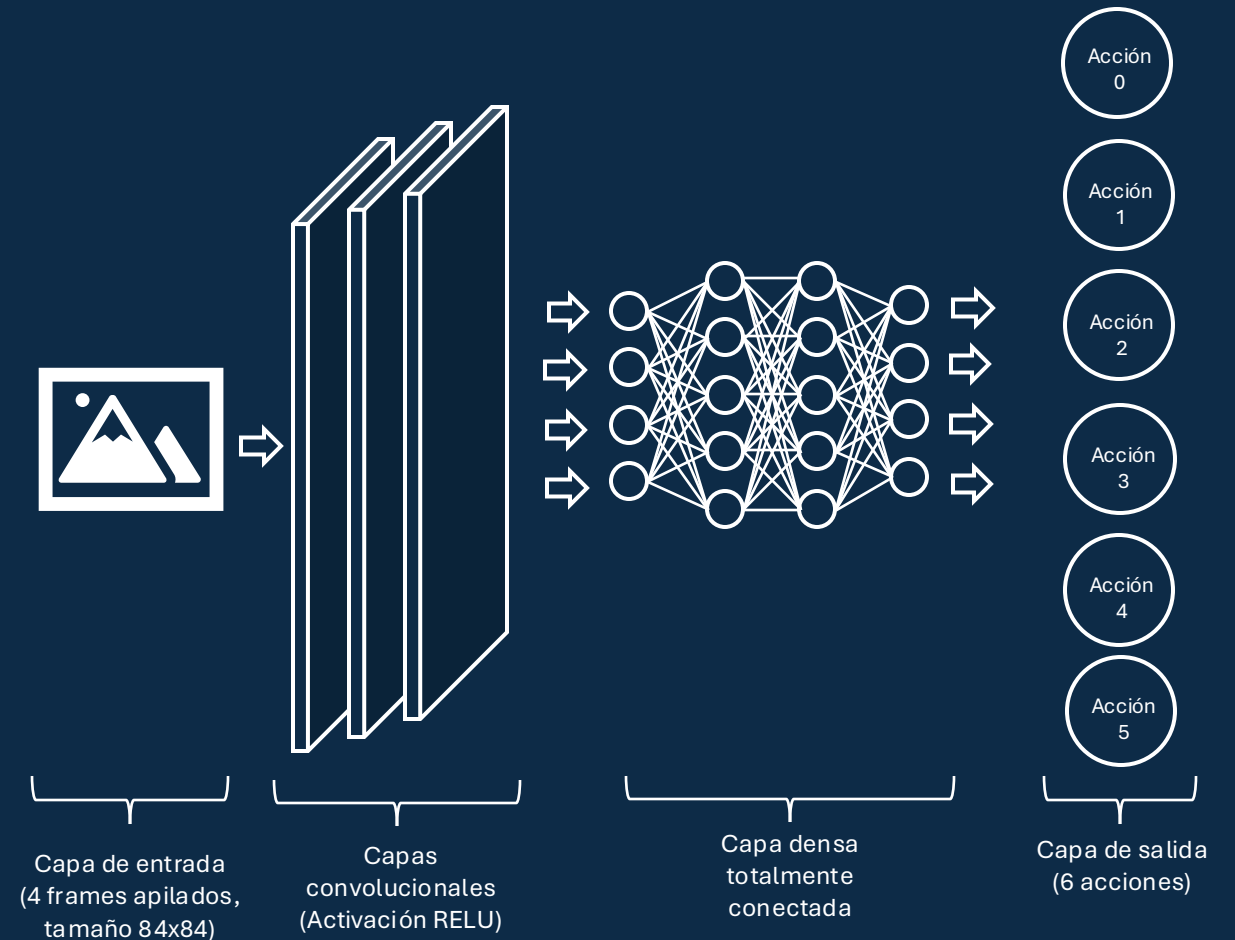 Acción
0
Acción
1
Acción
2
Acción
3
Acción
4
Acción
5
Capa de entrada
(4 frames apilados,
tamaño 84x84)
Capas
convolucionales
(Activación RELU)
Capa densa
totalmente
conectada
Capa de salida
(6 acciones)